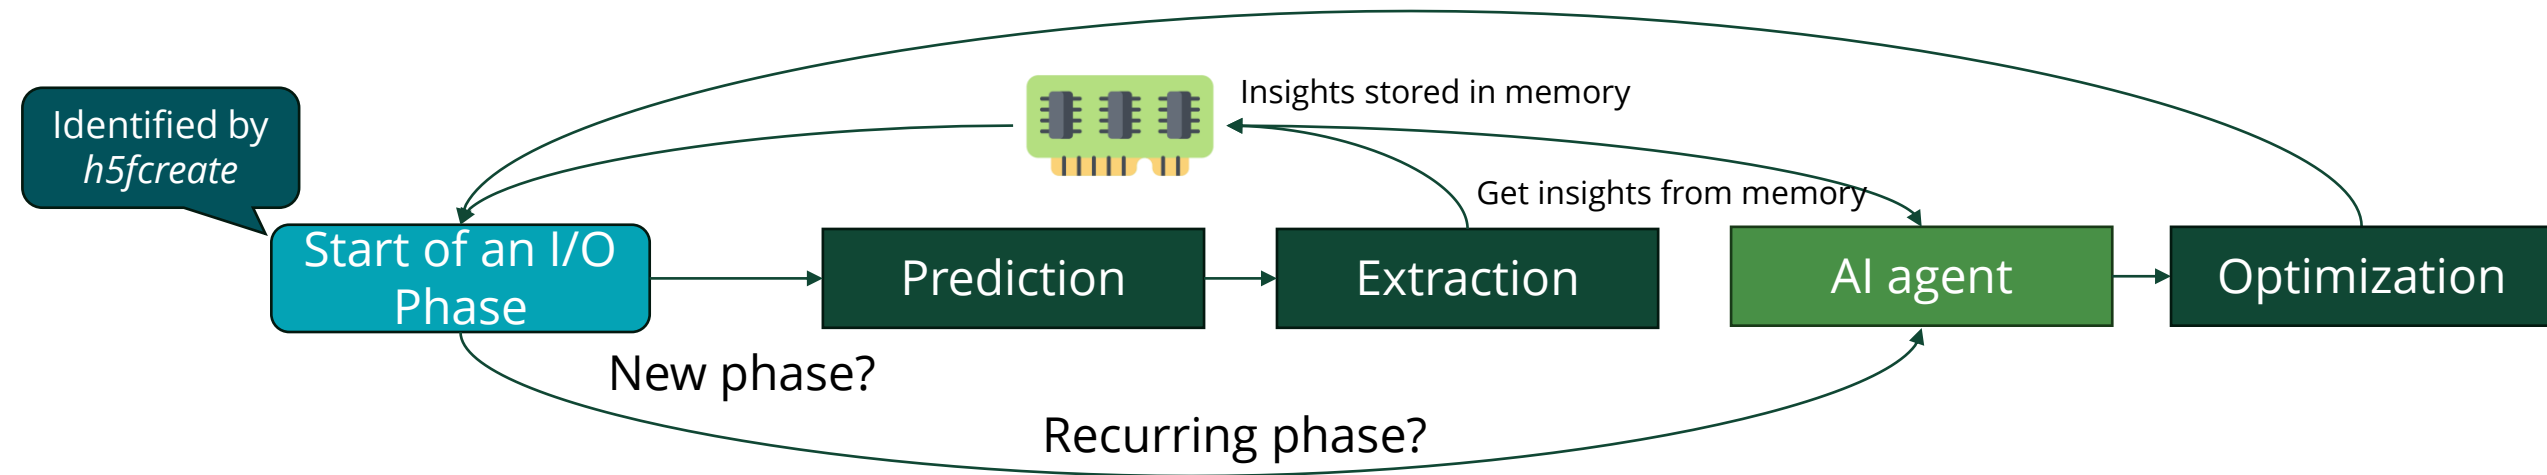 Identified by
h5fcreate
Insights stored in memory
Get insights from memory
Start of an I/O
Phase
Prediction
Extraction
AI agent
Optimization
New phase?
Recurring phase?